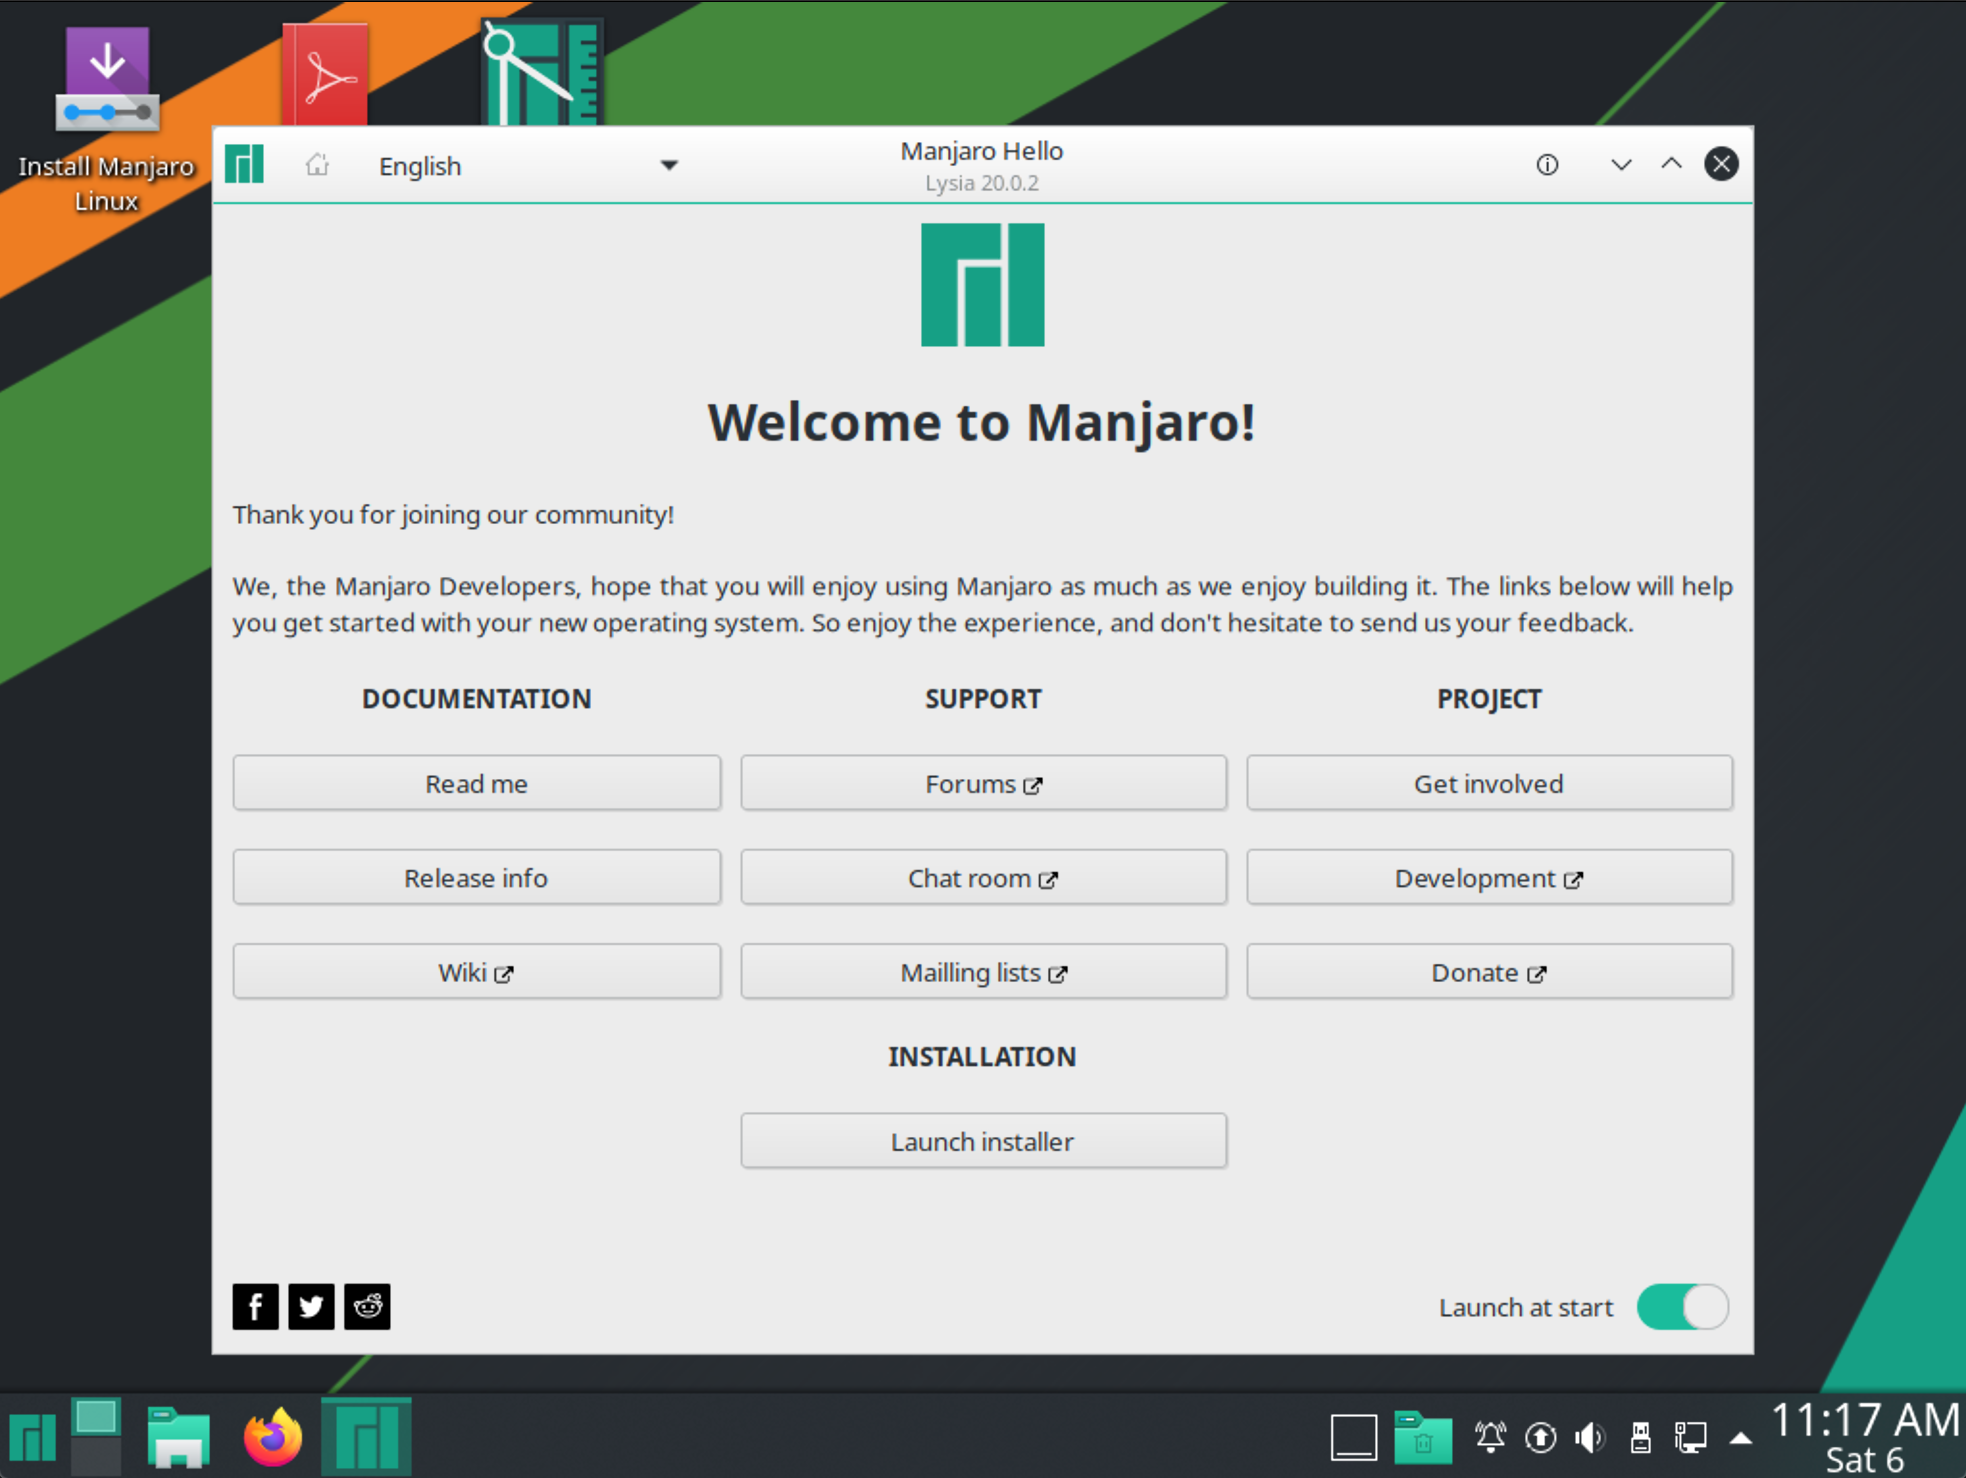 Install Manjaro
Linux
English
Manjaro Hello
Lysia 20.0.2
Welcome to Manjaro!
Thank you for joining our community!
We, the Manjaro Developers, hope that you will enjoy using Manjaro as much as we enjoy building it. The links below will help
you get started with your new operating system. So enjoy the experience, and don't hesitate to send us your feedback.
DOCUMENTATION
SUPPORT
PROJECT
Read me
Forums
Get involved
Release info
Chat room
Development
Wiki
Mailling lists
Donate
INSTALLATION
Launch installer
Launch at start
11:17 AM
Sat 6